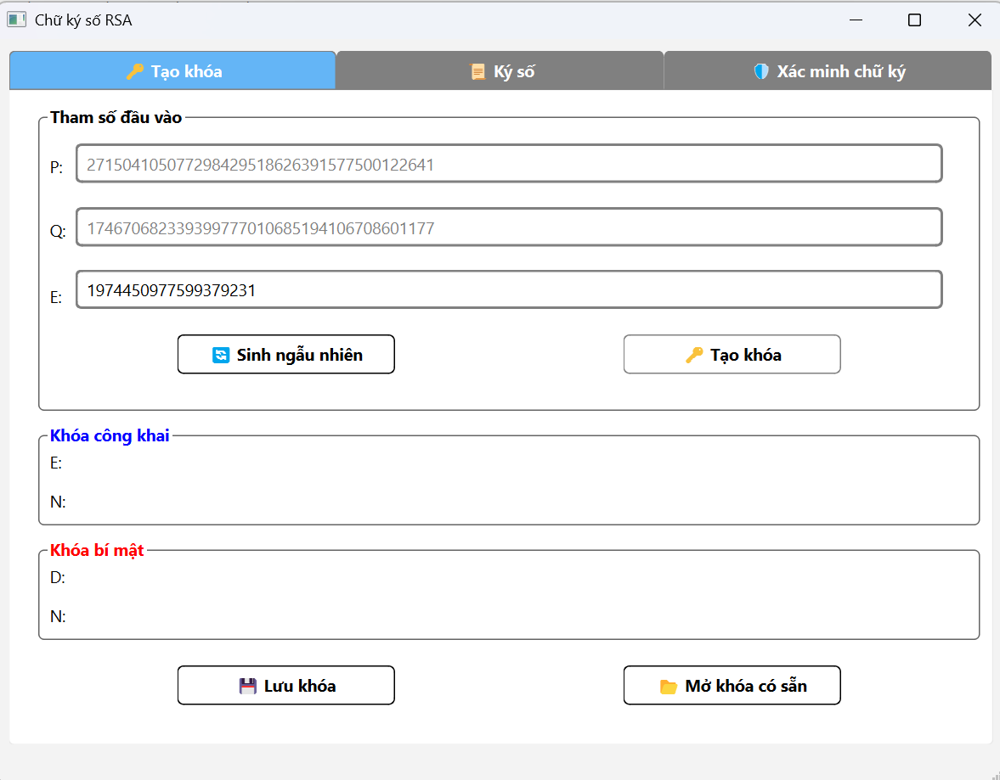 Chữ ký số RSA
🔑 Tạo khóa
📜 Ký số
🛡 Xác minh chữ ký
Tham số đầu vào
P: 271504105077298429518626391577500122641
Q: 174670682339399777010685194106708601177
E: 1974450977599379231
Sinh ngẫu nhiên
🔑 Tạo khóa
Khóa công khai
E:
N:
Khóa bí mật
D:
N:
💾 Lưu khóa
📂 Mở khóa có sẵn